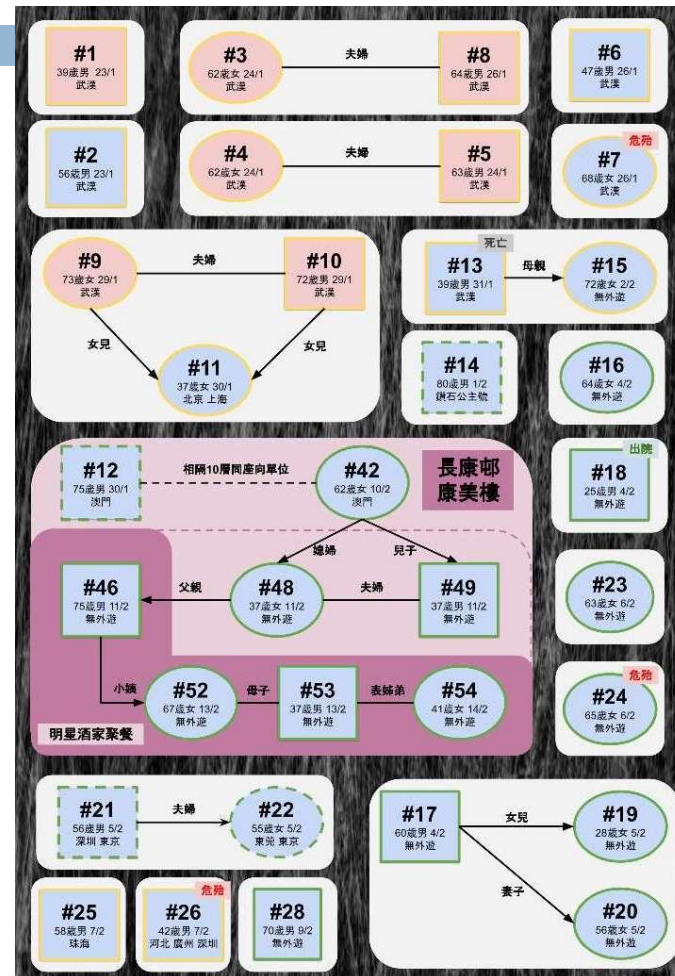 #1
39歲男 23/1
武漢
#3
62歲女 24/1
武漢
夫婦
#8
64歲男 26/1
武漢
#6
47歲男 26/1
武漢
#2
56歲男 23/1
武漢
#4
62歲女 24/1
武漢
夫婦
#5
63歲男 24/1
武漢
危殆
#7
68歲女 26/1
武漢
#9
73歲女 29/1
武漢
夫婦
#10
72歲男 29/1
武漢
女兒
女兒
#11
37歲女 30/1
北京 上海
死亡
#13
39歲男 31/1
武漢
母親
#15
72歲女 2/2
無外遊
#14
80歲男 1/2
鑽石公主號
#16
64歲女 4/2
無外遊
#12
75歲男 30/1
澳門
相隔10層同座向單位
#42
62歲女 10/2
澳門
長康邨
康美樓
出院
#18
25歲男 4/2
無外遊
媳婦
兒子
#46
75歲男 11/2
無外遊
父親
#48
37歲女 11/2
無外遊
夫婦
#49
37歲男 11/2
無外遊
#23
63歲女 6/2
無外遊
小姨
#52
67歲女 13/2
無外遊
母子
#53
37歲男 13/2
無外遊
表姊弟
#54
41歲女 14/2
無外遊
明星酒家聚餐
危殆
#24
65歲女 6/2
無外遊
#21
56歲男 5/2
深圳 東京
夫婦
#22
55歲女 5/2
東莞 東京
#17
60歲男 4/2
無外遊
女兒
#19
28歲女 5/2
無外遊
妻子
#20
56歲女 5/2
無外遊
#25
58歲男 7/2
珠海
危殆
#26
42歲男 7/2
河北 廣州 深圳
#28
70歲男 9/2
無外遊